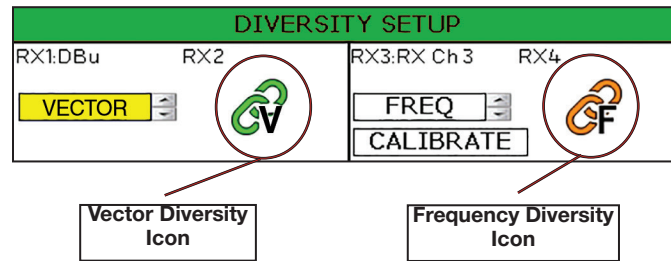 DIVERSITY SETUP
RX1:DBu RX2 RX3:RX Ch 3 RX4
VECTOR V FREQ F
CALIBRATE
Vector Diversity Icon
Frequency Diversity Icon